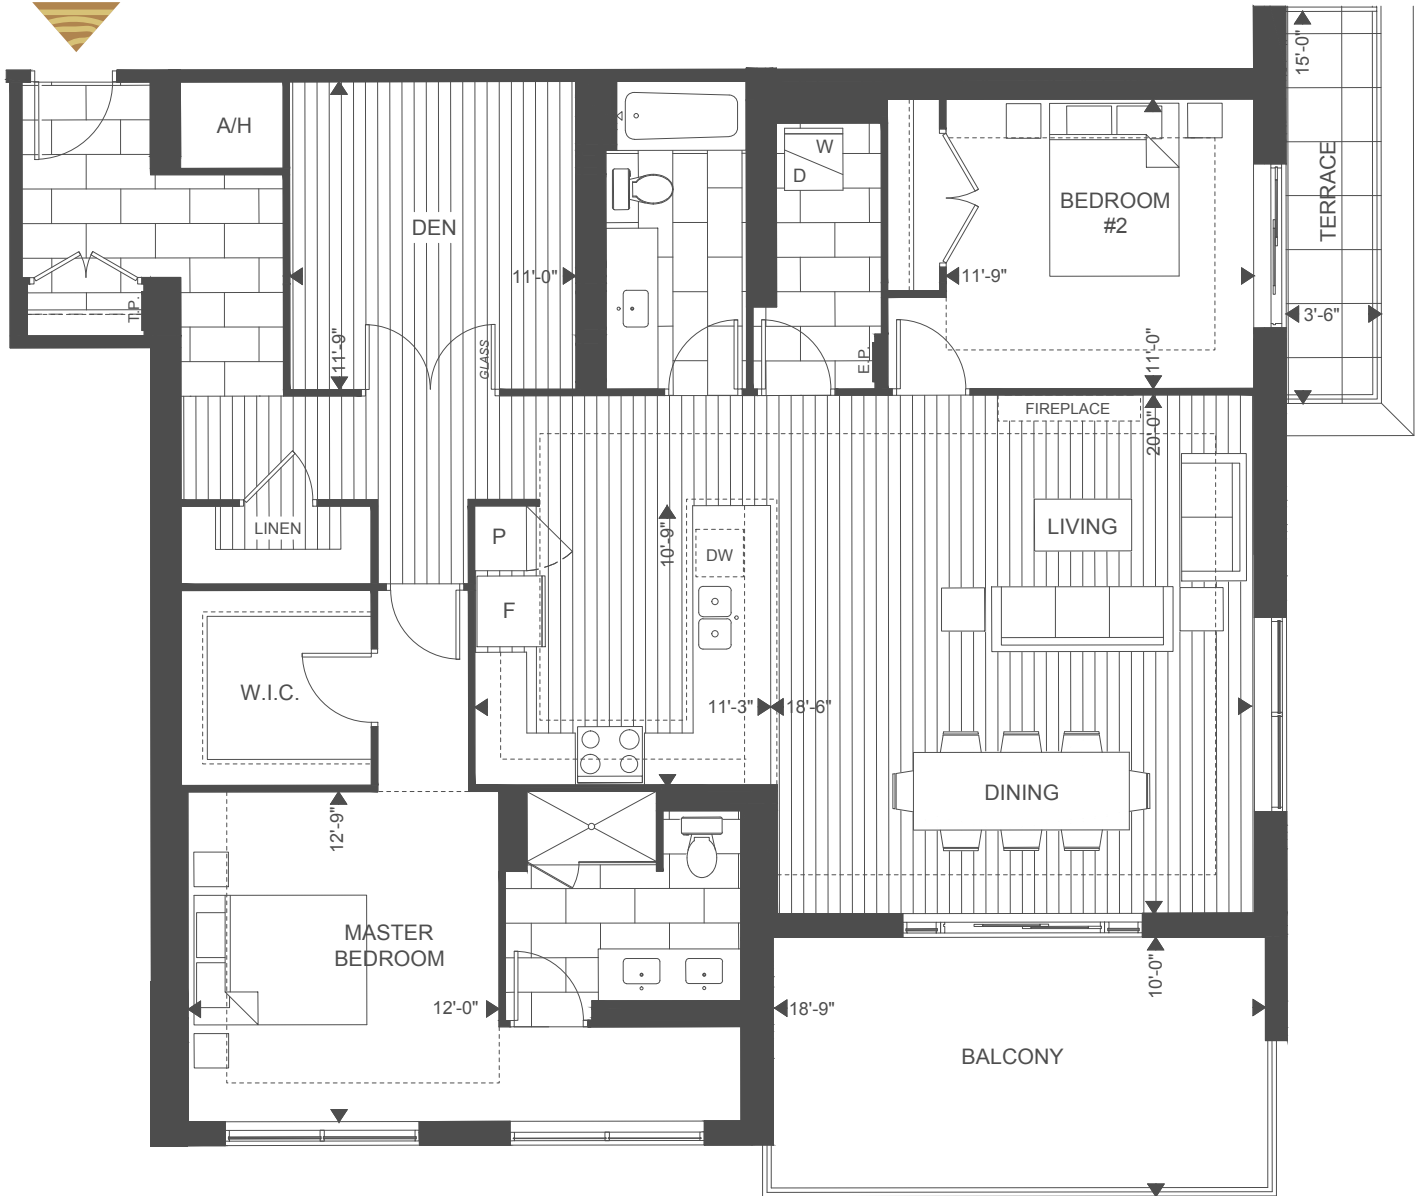 A/H
DEN
11'-0"
11'-9"
GLASS
T.P.
W
D
E.P.
BEDROOM
#2
11'-9"
11'-0"
15'-0"
TERRACE
3'-6"
FIREPLACE
20'-0"
LINEN
P
F
10'-9"
DW
LIVING
W.I.C.
11'-3"
18'-6"
DINING
12'-9"
MASTER
BEDROOM
12'-0"
18'-9"
10'-0"
BALCONY